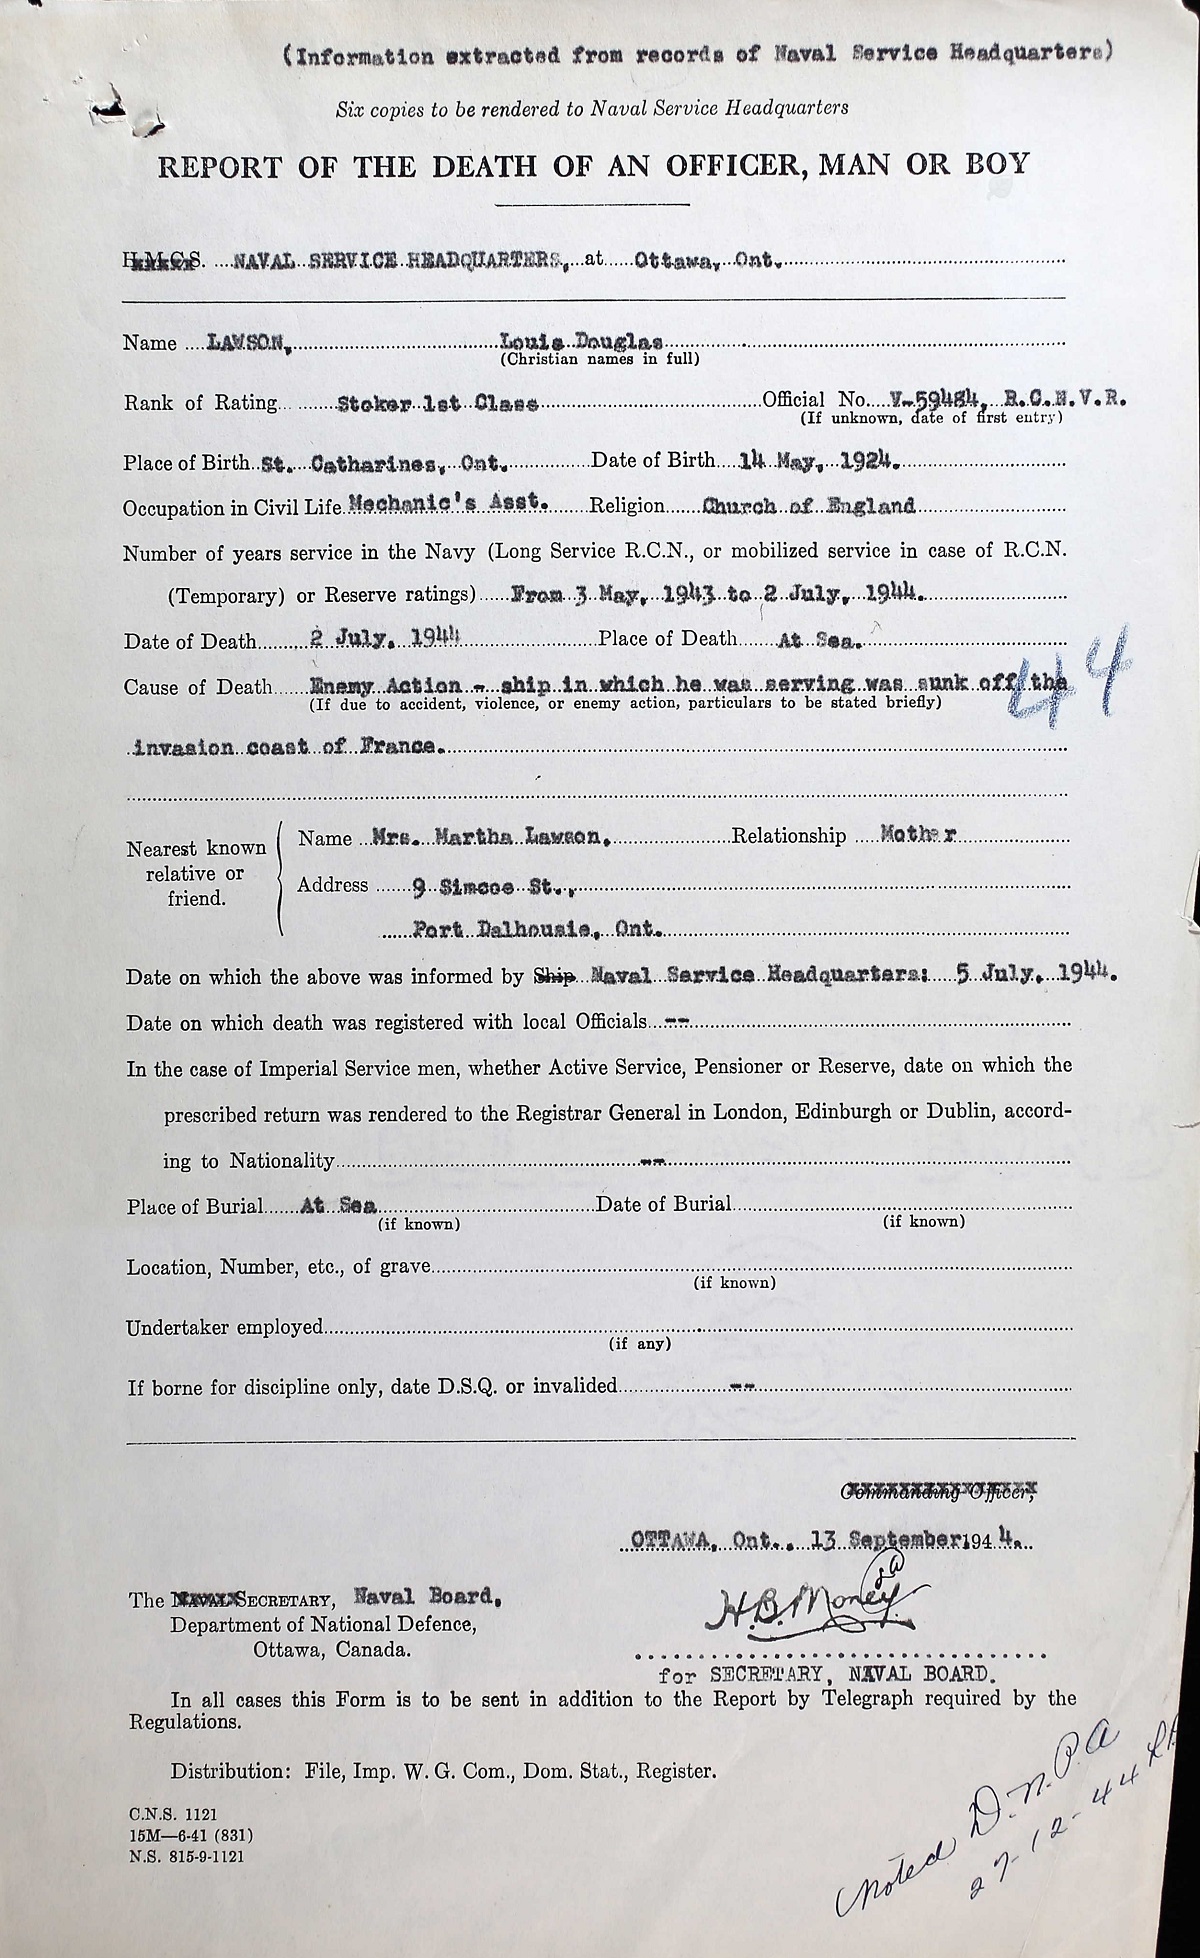 (Information extracted from records of Naval Service Headquarters)
Six copies to be rendered to Naval Service Headquarters
REPORT OF THE DEATH OF AN OFFICER, MAN OR BOY
H.M.C.S. NAVAL SERVICE HEADQUARTERS, at Ottawa, Ont.
Name LAWSON, Louis Douglas
(Christian names in full)
Rank of Rating Stoker 1st Class Official No. V-59484, R.C.N.V.R.
(If unknown, date of first entry)
Place of Birth St. Catharines, Ont. Date of Birth 14 May, 1924.
Occupation in Civil Life Mechanic's Asst. Religion Church of England
Number of years service in the Navy (Long Service R.C.N., or mobilized service in case of R.C.N.
(Temporary) or Reserve ratings) From 3 May, 1943 to 2 July, 1944.
Date of Death 2 July, 1944 Place of Death At Sea.
Cause of Death Enemy Action - ship in which he was serving was sunk off the
(If due to accident, violence, or enemy action, particulars to be stated briefly)
44
invasion coast of France.
Nearest known relative or friend.
Name Mrs. Martha Lawson, Relationship Mother
Address 9 Simcoe St.,
Port Dalhousie, Ont.
Date on which the above was informed by Ship Naval Service Headquarters: 5 July, 1944.
Date on which death was registered with local Officials --
In the case of Imperial Service men, whether Active Service, Pensioner or Reserve, date on which the
prescribed return was rendered to the Registrar General in London, Edinburgh or Dublin, accord-
ing to Nationality --
Place of Burial At Sea Date of Burial
(if known) (if known)
Location, Number, etc., of grave
(if known)
Undertaker employed
(if any)
If borne for discipline only, date D.S.Q. or invalided --
Commanding Officer,
OTTAWA, Ont., 13 September, 1944.
H.B. Money
The NAVAL SECRETARY, Naval Board,
Department of National Defence,
Ottawa, Canada.
for SECRETARY, NAVAL BOARD.
In all cases this Form is to be sent in addition to the Report by Telegraph required by the
Regulations.
Distribution: File, Imp. W. G. Com., Dom. Stat., Register.
C.N.S. 1121
15M—6-41 (831)
N.S. 815-9-1121
Noted D.N.P.A
27-12-44